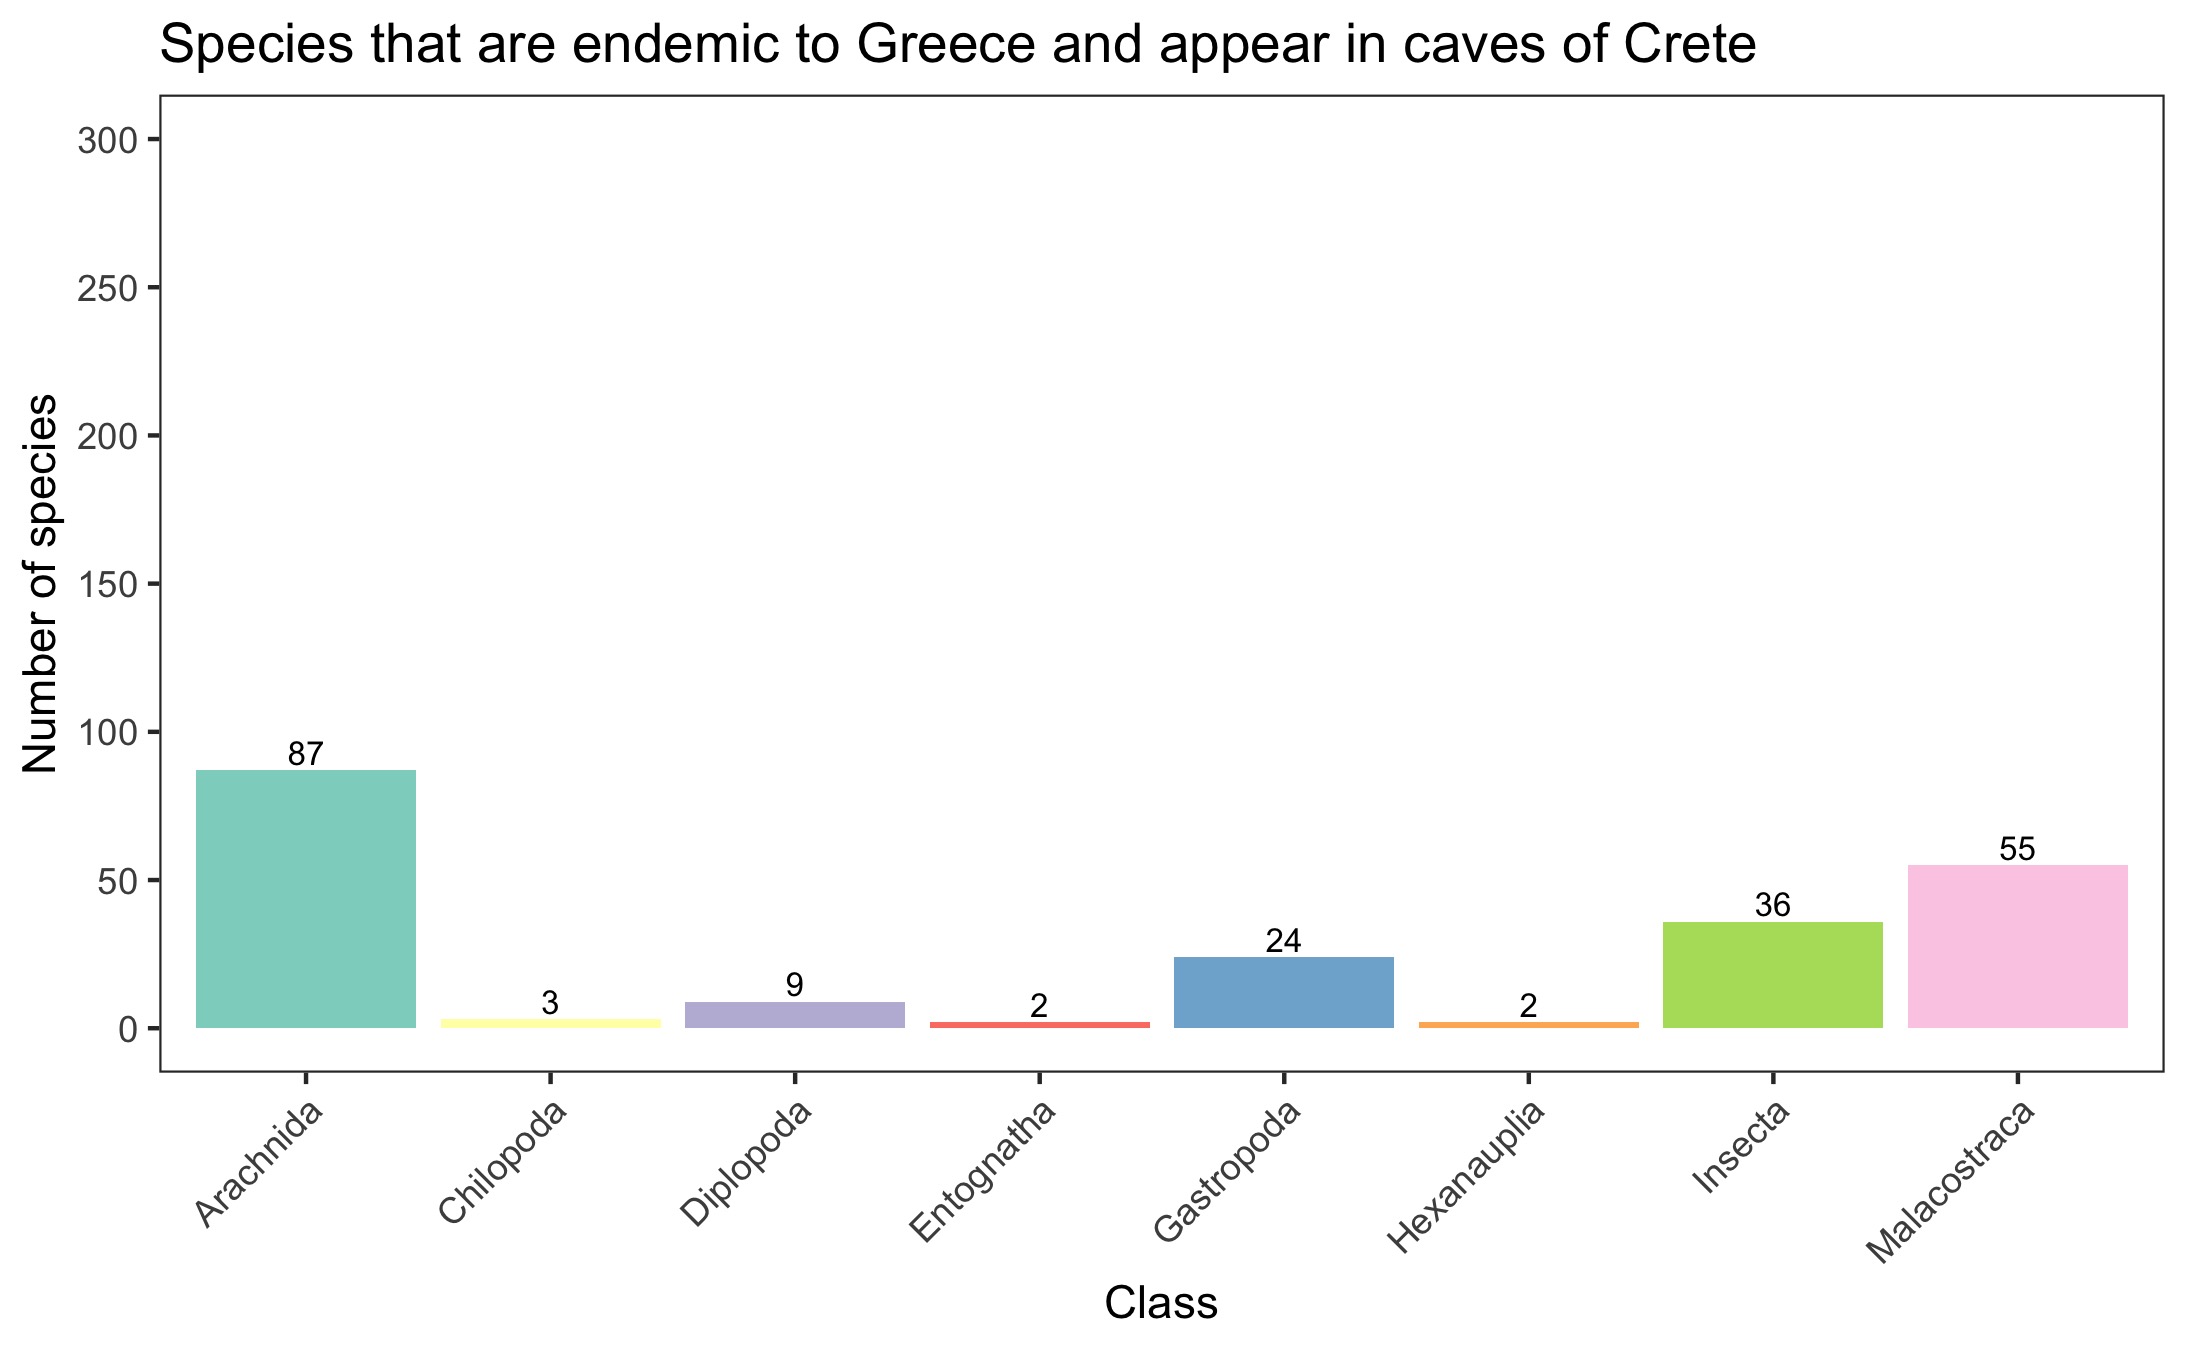 Species that are endemic to Greece and appear in caves of Crete
Number of species
300
250
200
150
100
50
0
87
3
9
2
24
2
36
55
Arachnida
Chilopoda
Diplopoda
Entognatha
Gastropoda
Hexanauplia
Insecta
Malacostraca
Class